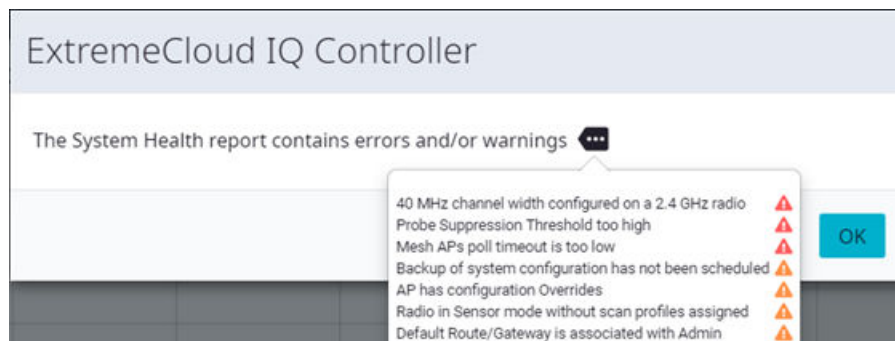 ExtremeCloud IQ Controller
The System Health report contains errors and/or warnings
40 MHz channel width configured on a 2.4 GHz radio
Probe Suppression Threshold too high
Mesh APs poll timeout is too low
OK
Backup of system configuration has not been scheduled
AP has configuration Overrides
Radio in Sensor mode without scan profiles assigned
Default Route/Gateway is associated with Admin